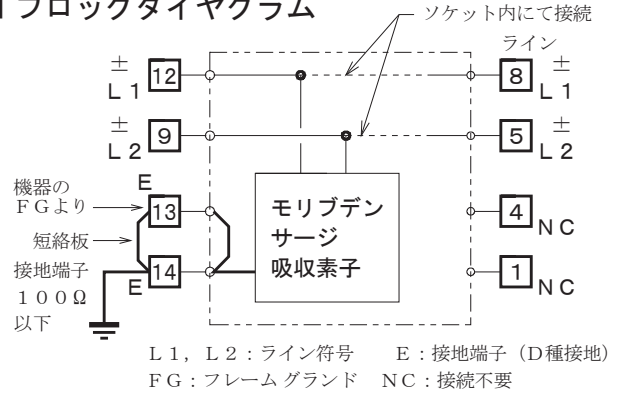 ブロックダイヤグラム
ソケット内にて接続
ライン
±
L1
12
8
±
L1
±
L2
9
5
±
L2
機器の
FGより
E
13
モリブデン
サージ
吸収素子
4
NC
短絡板
接地端子
100Ω
以下
14
E
1
NC
L1, L2:ライン符号 E:接地端子(D種接地)
FG:フレームグランド NC:接続不要